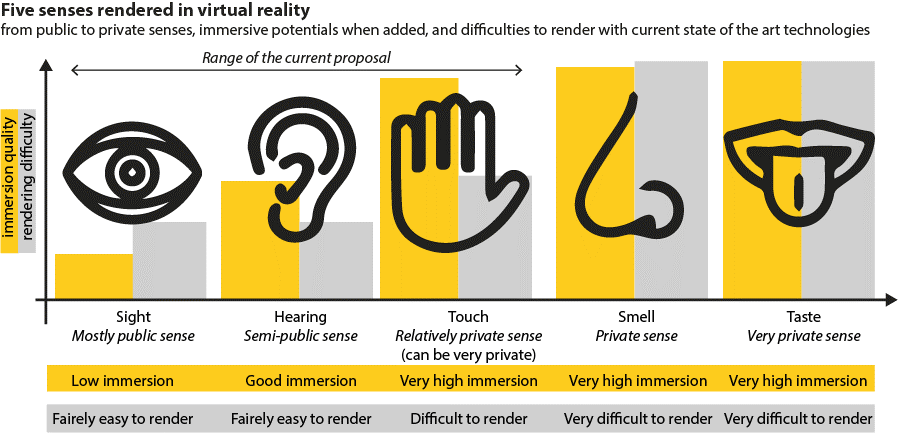 Five senses rendered in virtual reality
from public to private senses, immersive potentials when added, and difficulties to render with current state of the art technologies
Range of the current proposal
immersion quality
rendering difficulty
Sight
Mostly public sense
Hearing
Semi-public sense
Touch
Relatively private sense
(can be very private)
Smell
Private sense
Taste
Very private sense
Low immersion
Good immersion
Very high immersion
Very high immersion
Very high immersion
Fairely easy to render
Fairely easy to render
Difficult to render
Very difficult to render
Very difficult to render